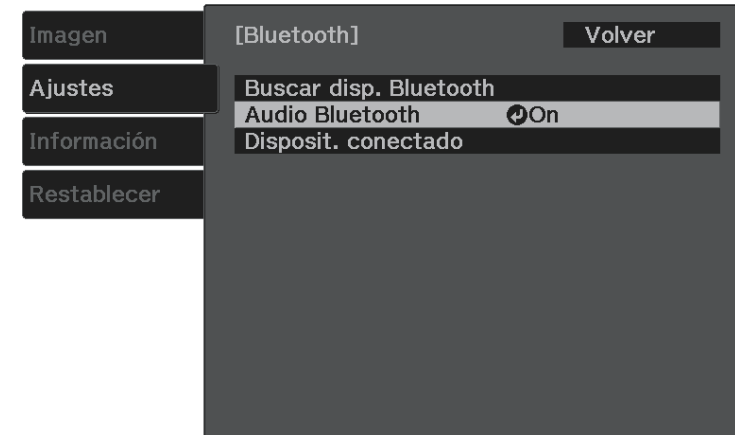 Imagen
Ajustes
Información
Restablecer
[Bluetooth]
Volver
Buscar disp. Bluetooth
Audio Bluetooth On
Disposit. conectado